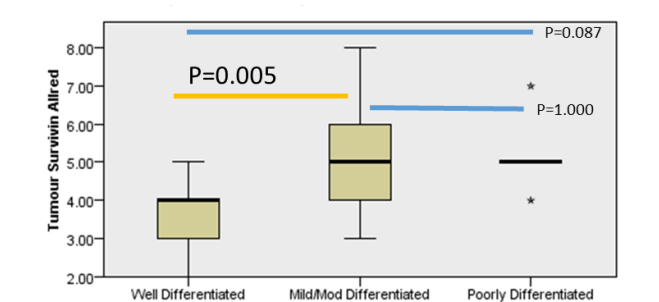 P=0.087
8.00
P=0.005
7.00
P=1.000
6.00
5.00
4.00
3.00
2.00
Tumour Survivin Allred
Well Differentiated
Mild/Mod Differentiated
Poorly Differentiated